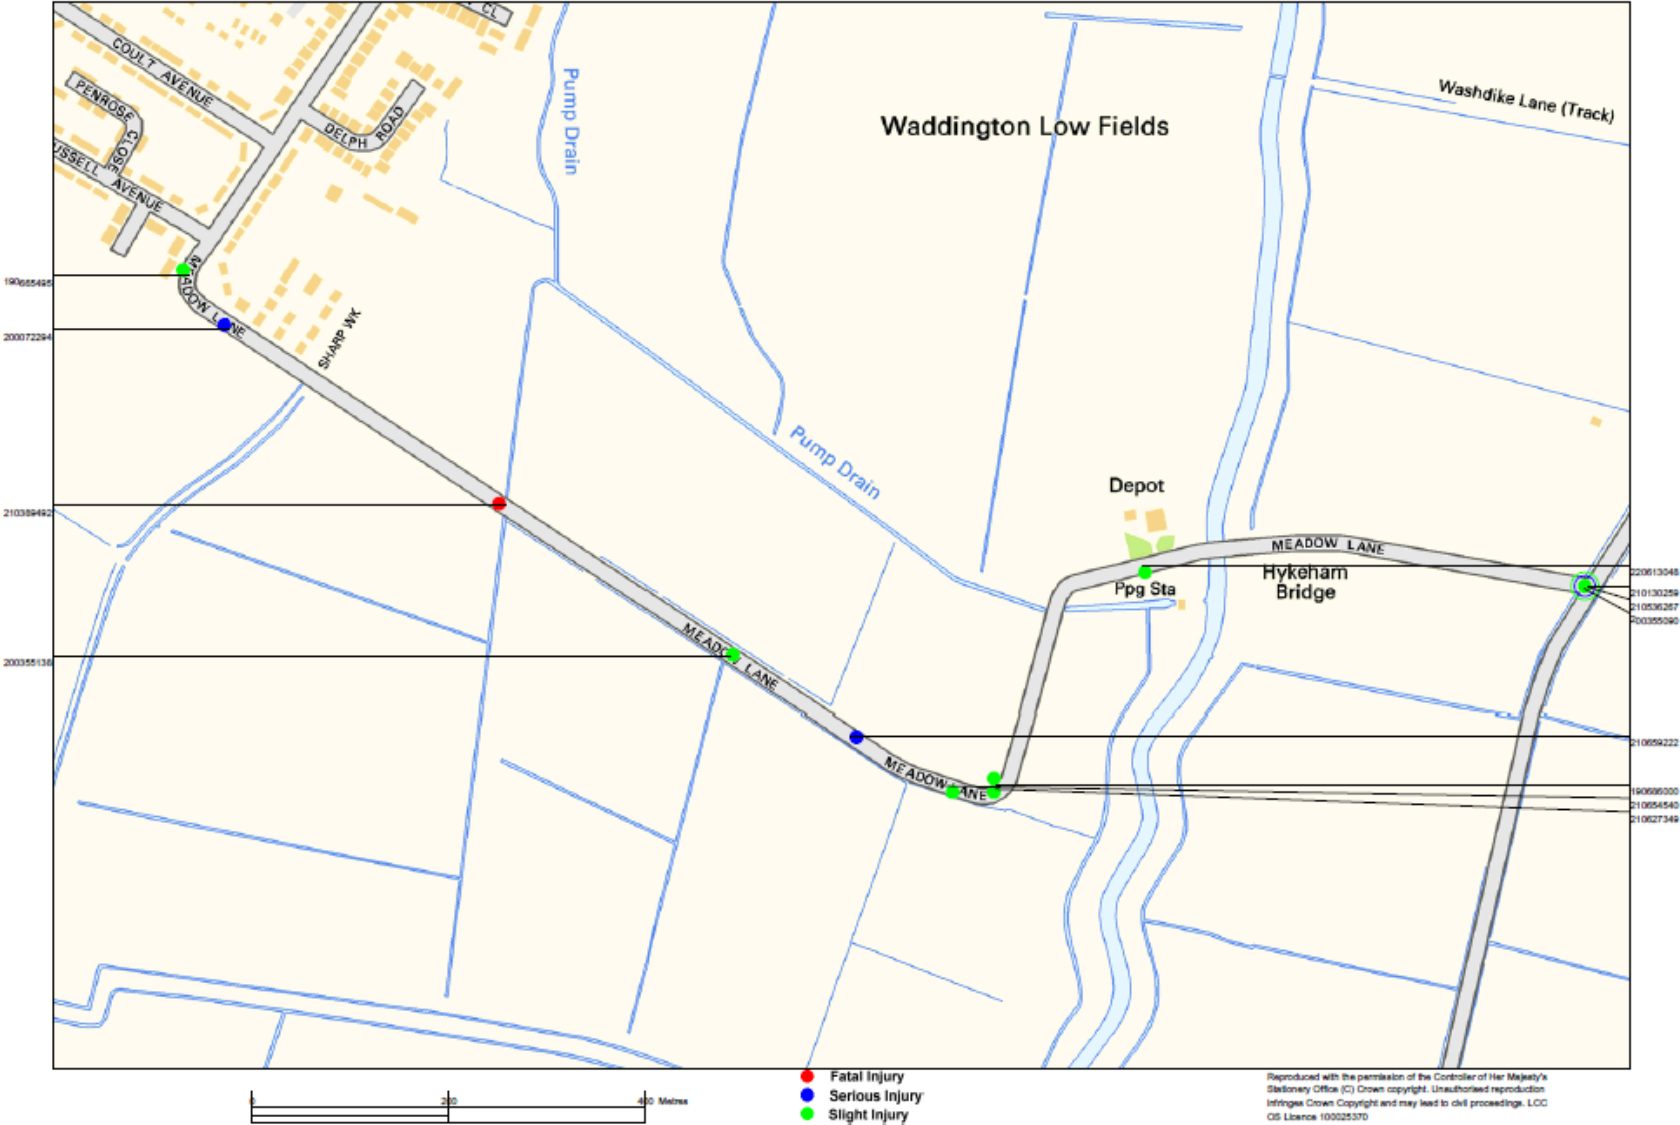 CL
COULT AVENUE
PENROSE CLOSE
DELPH ROAD
USSELL AVENUE
Pump Drain
Waddington Low Fields
Washdike Lane (Track)
MEADOW LANE
SHARP WK
190665495
200072294
210389492
200355138
Pump Drain
Depot
MEADOW LANE
Ppg Sta
Hykeham
Bridge
220613048
210130259
210536267
200355090
MEADOW LANE
210659222
MEADOW LANE
190686000
210654540
210627349
0 200 400 Metres
Fatal Injury
Serious Injury
Slight Injury
Reproduced with the permission of the Controller of Her Majesty's
Stationery Office (C) Crown copyright. Unauthorised reproduction
infringes Crown Copyright and may lead to civil proceedings. LCC
OS Licence 100025370